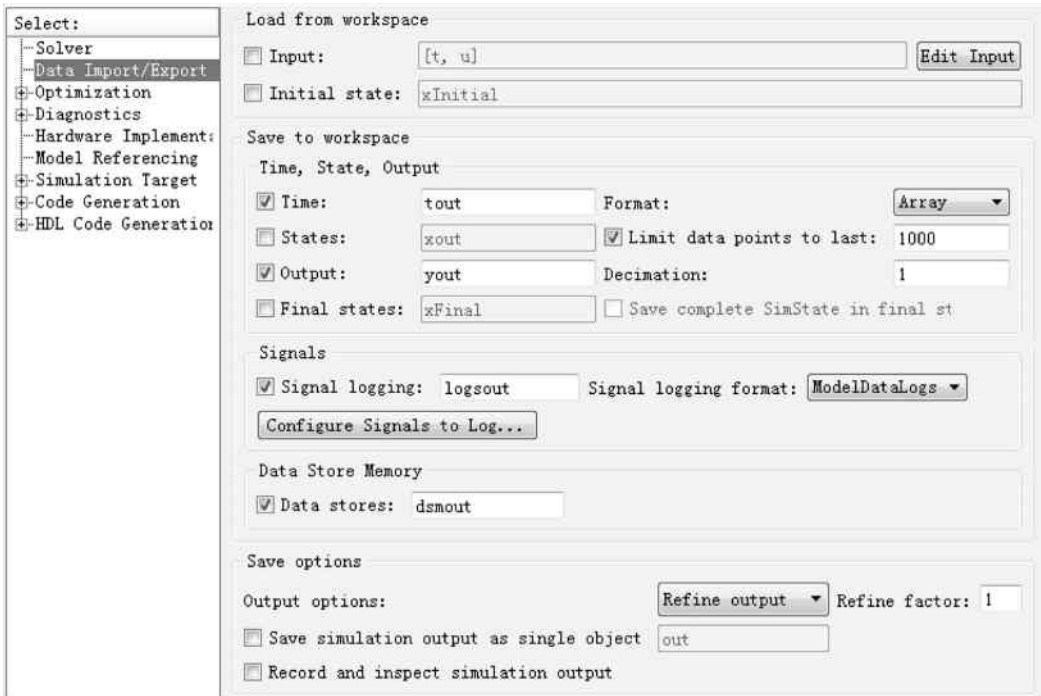 Select:
Solver
Data Import/Export
Optimization
Diagnostics
Hardware Implementa
Model Referencing
Simulation Target
Code Generation
HDL Code Generation
Load from workspace
Input: [t, u] Edit Input
Initial state: xInitial
Save to workspace
Time, State, Output
Time: tout Format: Array
States: xout Limit data points to last: 1000
Output: yout Decimation: 1
Final states: xFinal Save complete SimState in final st
Signals
Signal logging: logsout Signal logging format: ModelDataLogs
Configure Signals to Log...
Data Store Memory
Data stores: dsmout
Save options
Output options: Refine output Refine factor: 1
Save simulation output as single object out
Record and inspect simulation output